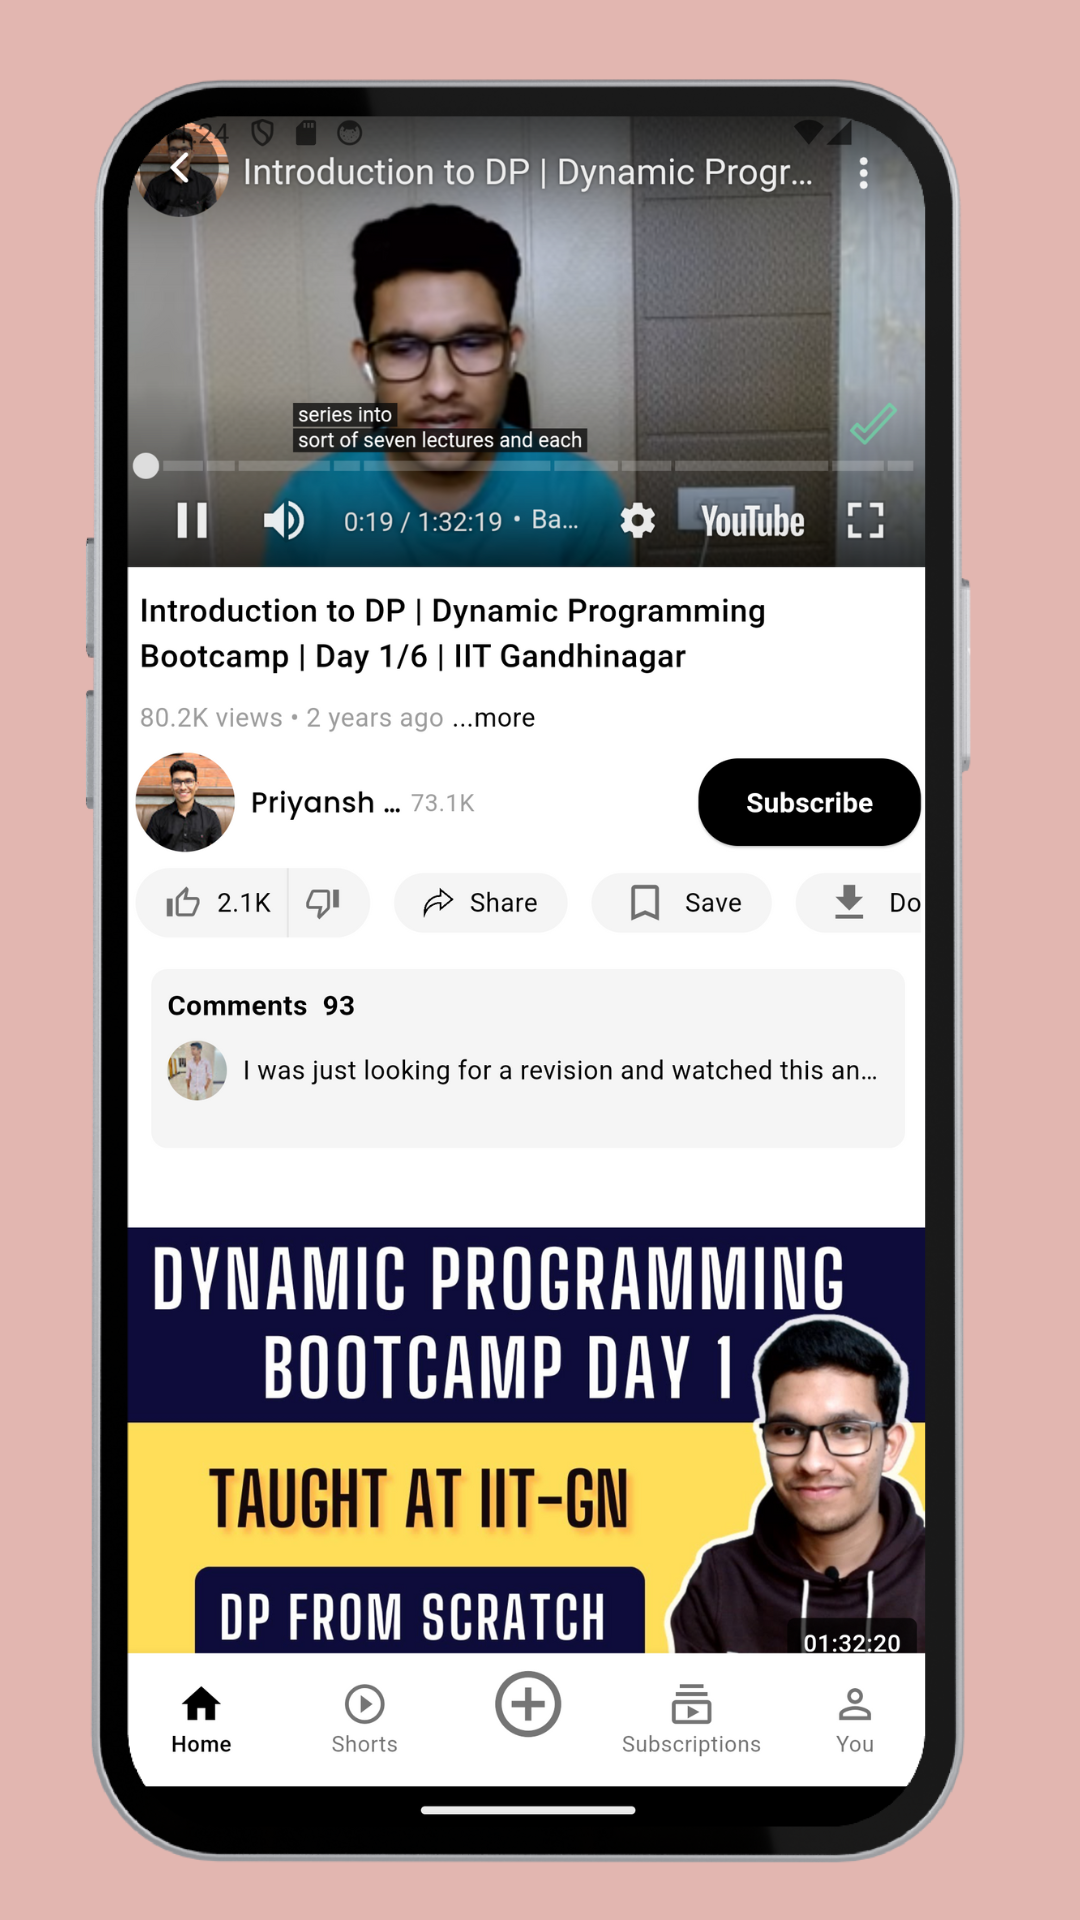 :24
Introduction to DP | Dynamic Progr...
series into
sort of seven lectures and each
0:19 / 1:32:19 • Ba...
YouTube
Introduction to DP | Dynamic Programming
Bootcamp | Day 1/6 | IIT Gandhinagar
80.2K views • 2 years ago ...more
Priyansh ... 73.1K
Subscribe
2.1K
Share
Save
Do
Comments 93
I was just looking for a revision and watched this an...
DYNAMIC PROGRAMMING
BOOTCAMP DAY 1
TAUGHT AT IIT-GN
DP FROM SCRATCH
01:32:20
Home
Shorts
Subscriptions
You